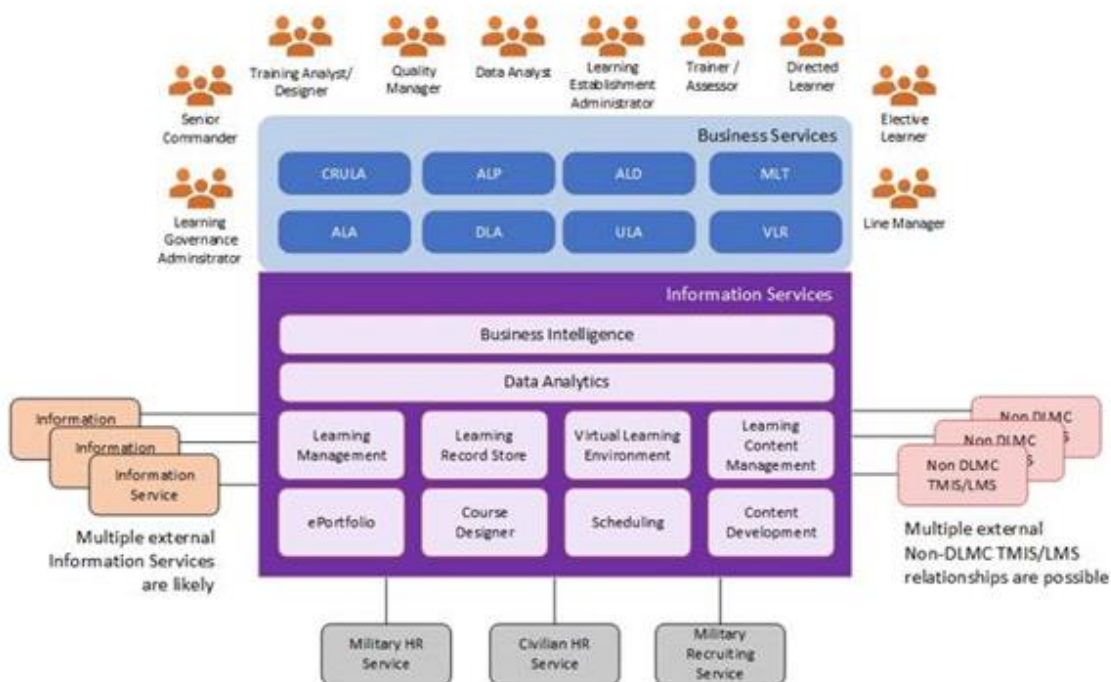 Training Analyst/
Designer
Quality
Manager
Data Analyst
Learning
Establishment
Administrator
Trainer /
Assessor
Directed
Learner
Senior
Commander
Elective
Learner
Learning
Governance
Adminsitrator
Line Manager
Business Services
CRULA
ALP
ALD
MLT
ALA
DLA
ULA
VLR
Information Services
Business Intelligence
Data Analytics
Learning
Management
Learning
Record Store
Virtual Learning
Environment
Learning
Content
Management
ePortfolio
Course
Designer
Scheduling
Content
Development
Information
Information
Information
Service
Multiple external
Information Services
are likely
Non DLMC
Non DLMC
Non DLMC
TMIS/LMS
Multiple external
Non-DLMC TMIS/LMS
relationships are possible
Military HR
Service
Civilian HR
Service
Military
Recruiting
Service